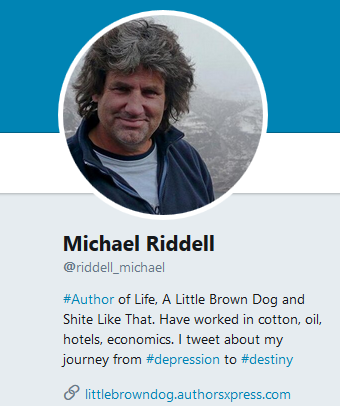 Michael Riddell
@riddell_michael
#Author of Life, A Little Brown Dog and
Shite Like That. Have worked in cotton, oil,
hotels, economics. I tweet about my
journey from #depression to #destiny
littlebrowndog.authorsxpress.com